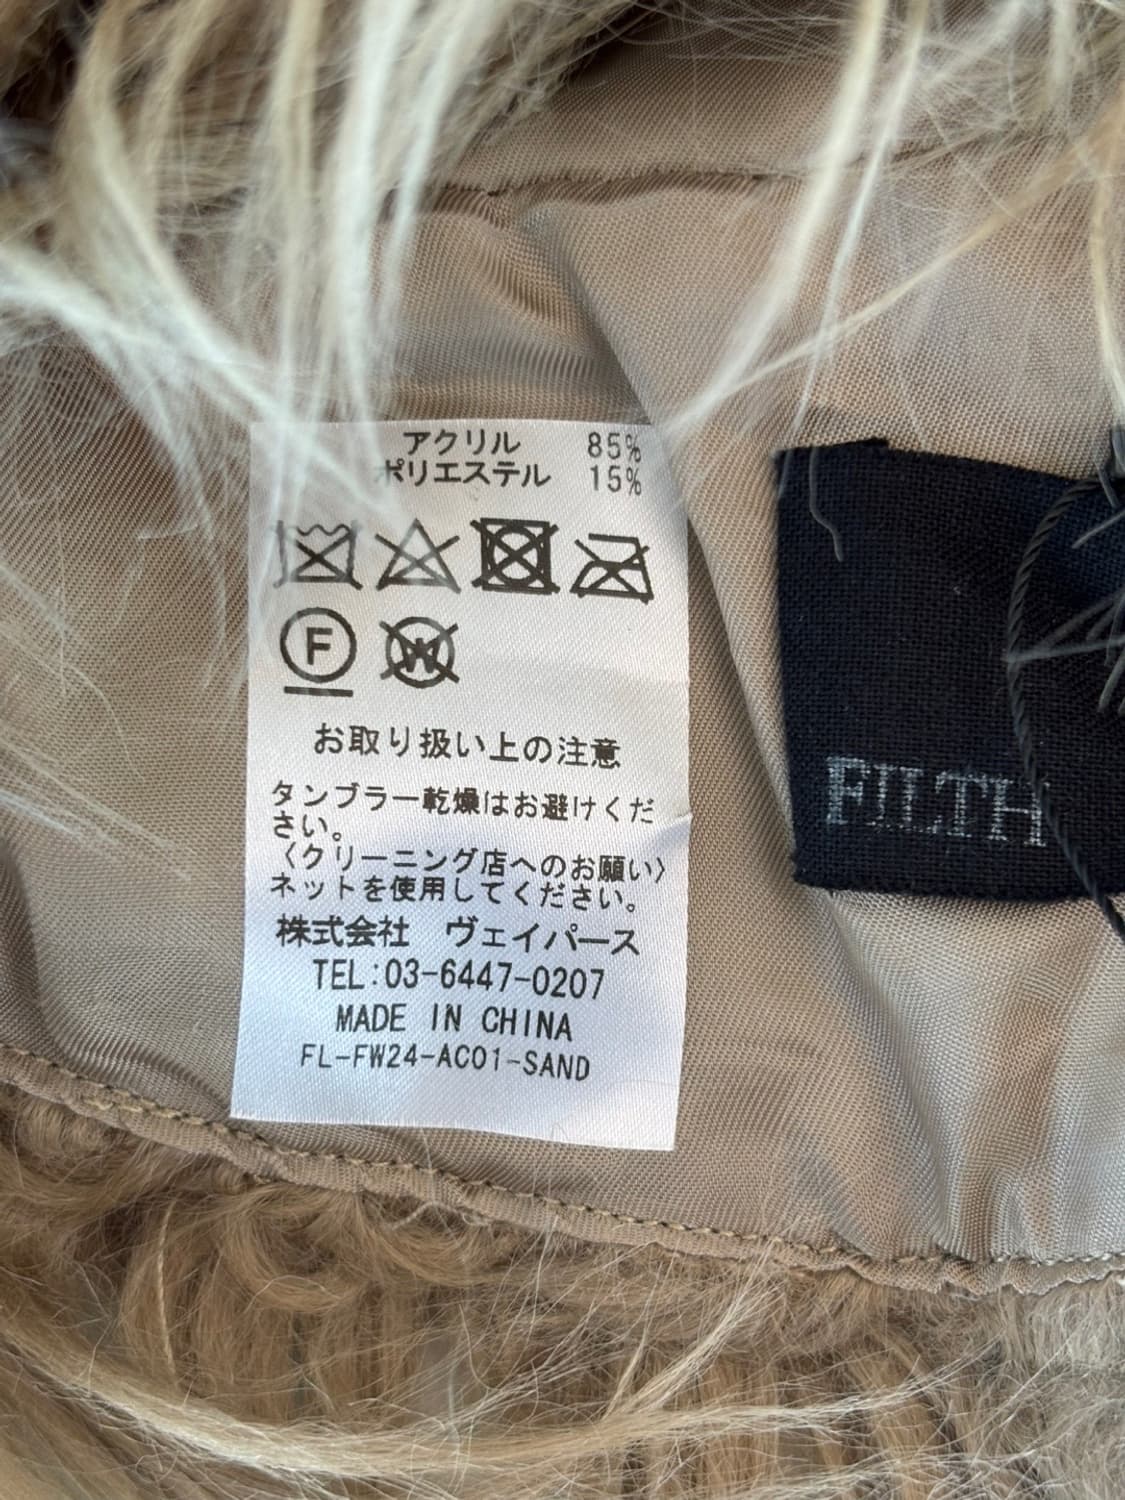 アクリル 85%
ポリエステル 15%
F
W
お取り扱い上の注意
タンブラー乾燥はお避けくだ
さい。
〈クリーニング店へのお願い〉
ネットを使用してください。
株式会社 ヴェイパース
TEL:03-6447-0207
MADE IN CHINA
FL-FW24-AC01-SAND
FILTH